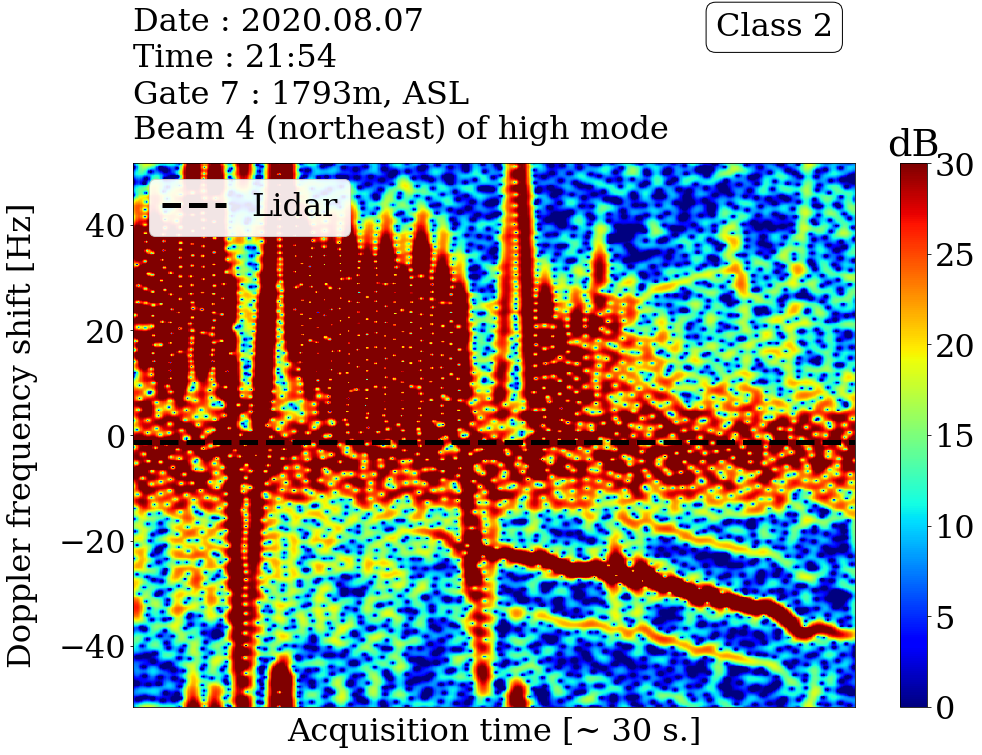 Date : 2020.08.07
Time : 21:54
Gate 7 : 1793m, ASL
Beam 4 (northeast) of high mode
Class 2
dB
Lidar
Doppler frequency shift [Hz]
40
20
0
−20
−40
30
25
20
15
10
5
0
Acquisition time [~ 30 s.]